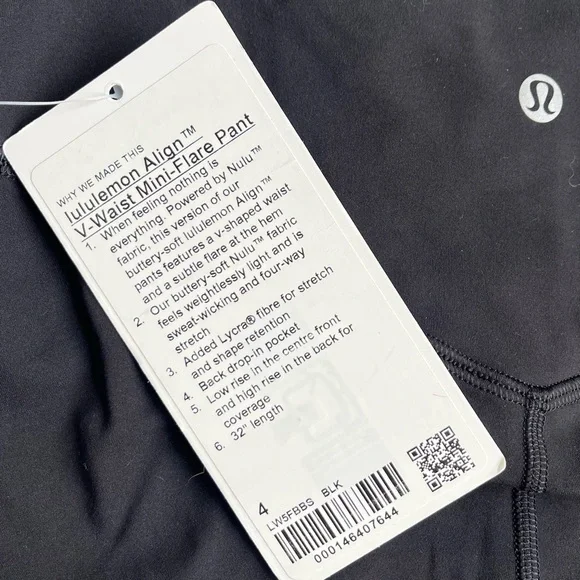 WHY WE MADE THIS
lululemon Align™
V-Waist Mini-Flare Pant
1. When feeling nothing is
everything. Powered by Nulu™
fabric, this version of our
buttery-soft lululemon Align™
pants features a v-shaped waist
and a subtle flare at the hem
2. Our buttery-soft Nulu™ fabric
feels weightlessly light and is
sweat-wicking and four-way
stretch
3. Added Lycra® fibre for stretch
and shape retention
4. Back drop-in pocket
5. Low rise in the centre front
and high rise in the back for
coverage
6. 32" length
4
LW5FBBS BLK
000146407644